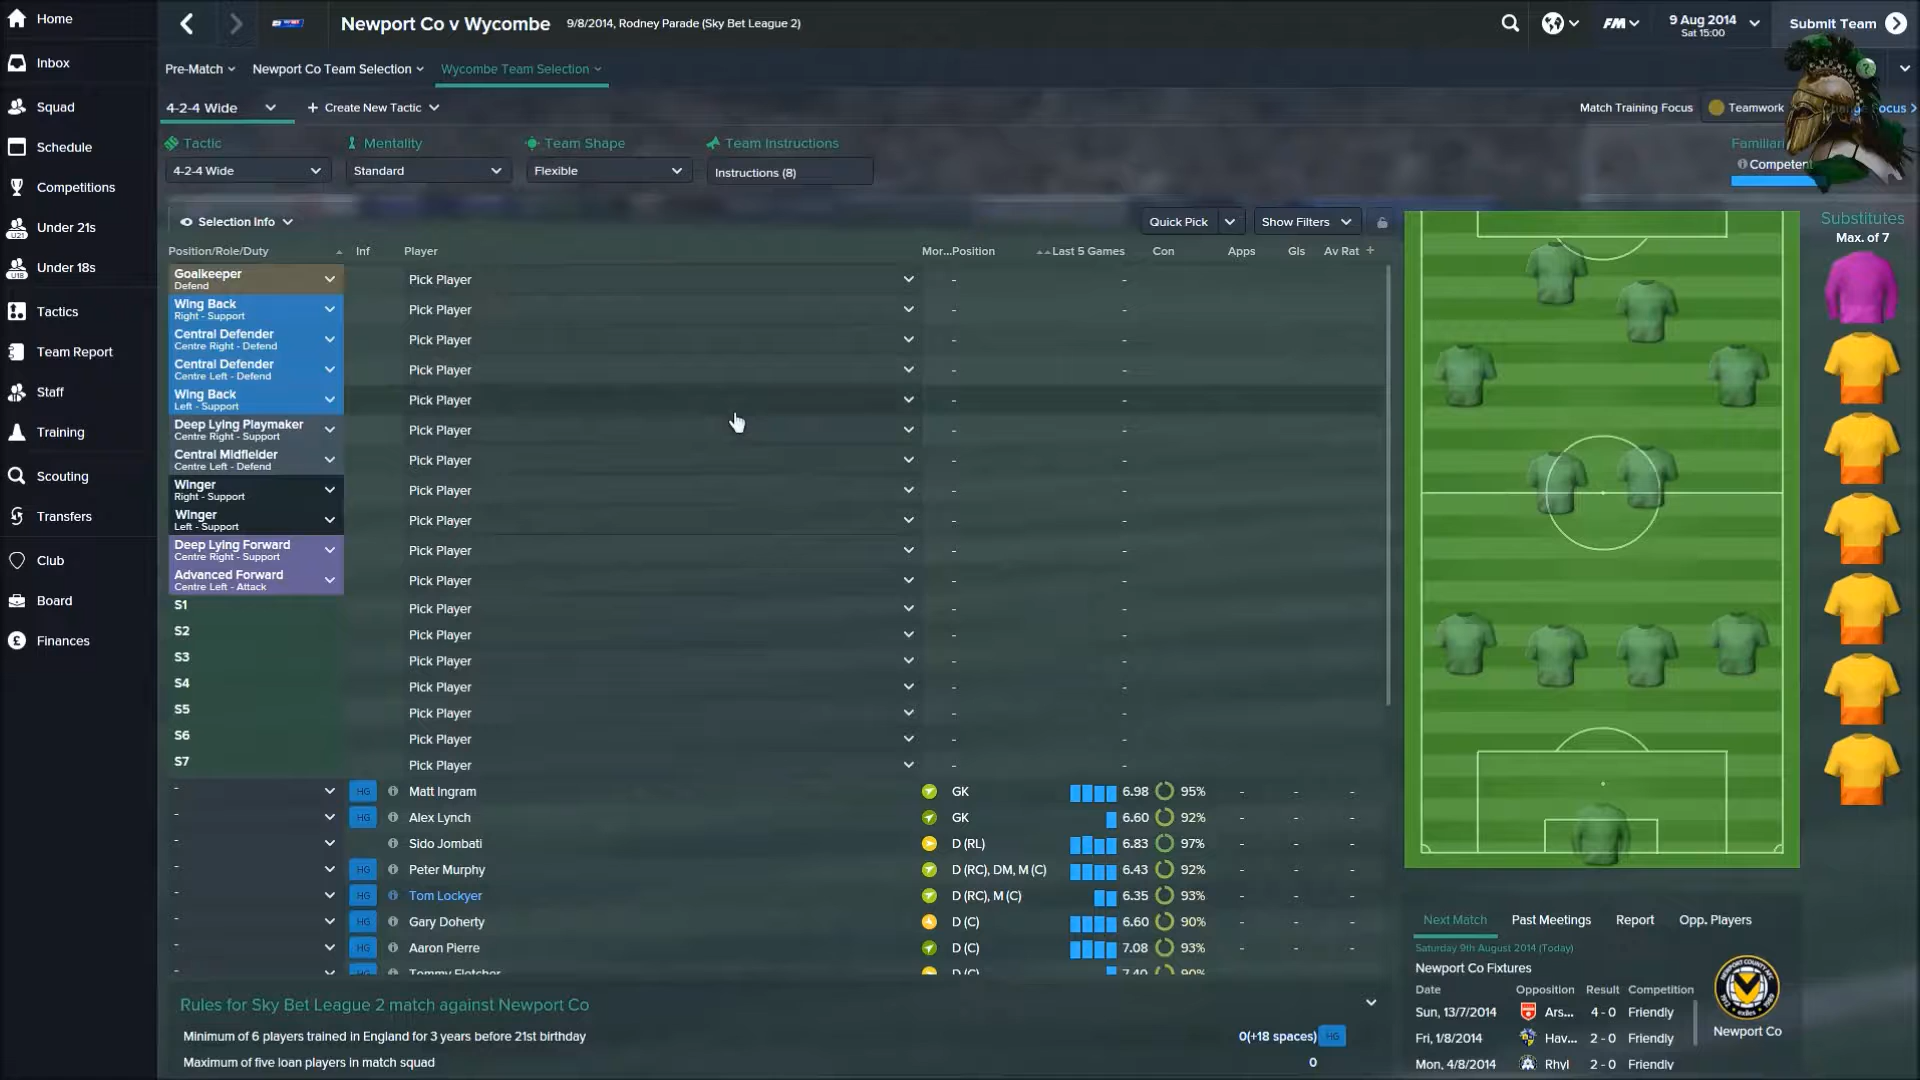 Home
Inbox
Squad
Schedule
Competitions
Under 21s
Under 18s
Tactics
Team Report
Staff
Training
Scouting
Transfers
Club
Board
Finances
Newport Co v Wycombe 9/8/2014, Rodney Parade (Sky Bet League 2)
FM 9 Aug 2014 Submit Team
Sat 15:00
Pre-Match Newport Co Team Selection Wycombe Team Selection
4-2-4 Wide + Create New Tactic Match Training Focus Teamwork ocus
Tactic Mentality Team Shape Team Instructions
4-2-4 Wide Standard Flexible Instructions (8)
Competent
Selection Info Quick Pick Show Filters
Substitutes
Max. of 7
Position/Role/Duty Inf Player Mor... Position Last 5 Games Con Apps Gls Av Rat +
Goalkeeper Pick Player - -
Defend
Wing Back Pick Player - -
Right - Support
Central Defender Pick Player - -
Centre Right - Defend
Central Defender Pick Player - -
Centre Left - Defend
Wing Back Pick Player - -
Left - Support
Deep Lying Playmaker Pick Player - -
Centre Right - Support
Central Midfielder Pick Player - -
Centre Left - Defend
Winger Pick Player - -
Right - Support
Winger Pick Player - -
Left - Support
Deep Lying Forward Pick Player - -
Centre Right - Support
Advanced Forward Pick Player - -
Centre Left - Attack
S1 Pick Player - -
S2 Pick Player - -
S3 Pick Player - -
S4 Pick Player - -
S5 Pick Player - -
S6 Pick Player - -
S7 Pick Player - -
- HG Matt Ingram GK 6.98 95% - - -
- HG Alex Lynch GK 6.60 92% - - -
- Sido Jombati D (RL) 6.83 97% - - -
- HG Peter Murphy D (RC), DM, M (C) 6.43 92% - - -
- HG Tom Lockyer D (RC), M (C) 6.35 93% - - -
- HG Gary Doherty D (C) 6.60 90% - - -
- HG Aaron Pierre D (C) 7.08 93% - - -
- HG Tommy Fletcher D (C) 7.40 90% - - -
Rules for Sky Bet League 2 match against Newport Co
Minimum of 6 players trained in England for 3 years before 21st birthday 0(+18 spaces) HG
Maximum of five loan players in match squad 0
Next Match Past Meetings Report Opp. Players
Saturday 9th August 2014 (Today)
Newport Co Fixtures
Date Opposition Result Competition
Sun, 13/7/2014 Ars... 4 - 0 Friendly
Fri, 1/8/2014 Hav... 2 - 0 Friendly
Mon, 4/8/2014 Rhyl 2 - 0 Friendly
Newport Co